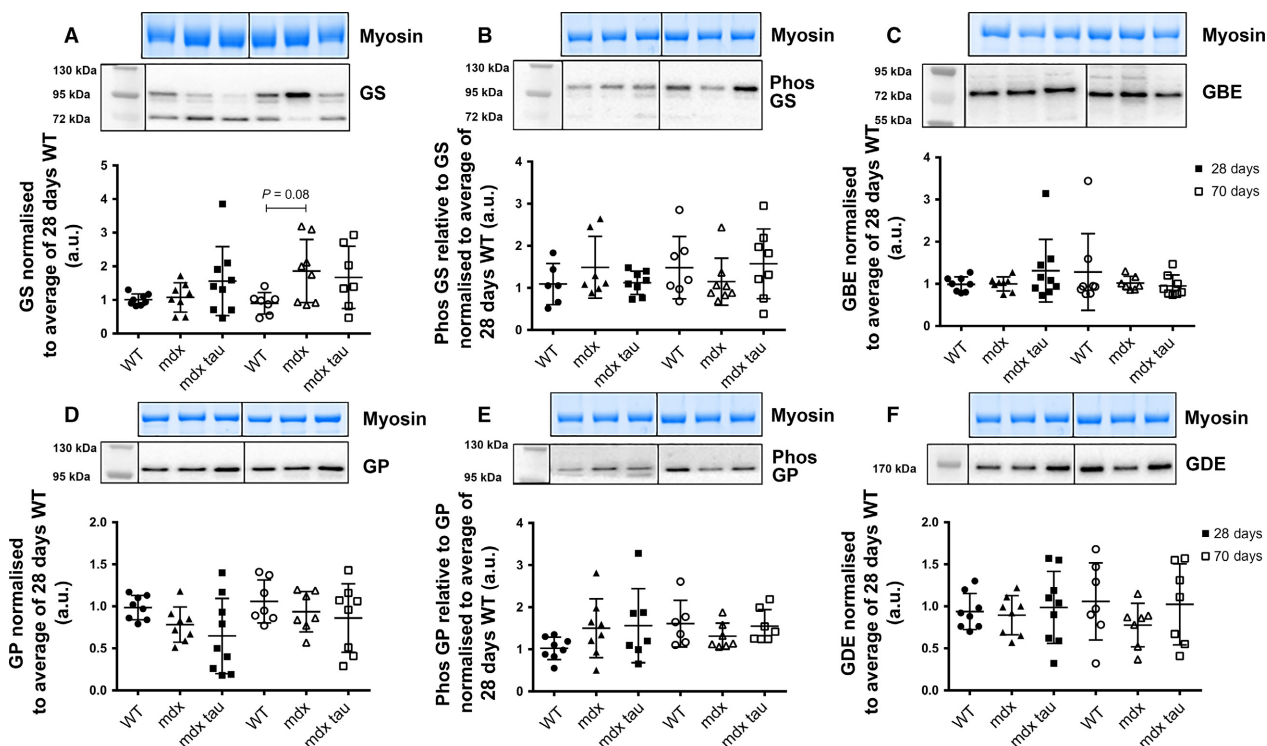 A
Myosin
130 kDa
95 kDa
72 kDa
GS
GS normalised
to average of 28 days WT
(a.u.)
5
4
3
2
1
0
P = 0.08
WT
mdx
mdx tau
WT
mdx
mdx tau
B
Myosin
130 kDa
95 kDa
72 kDa
Phos
GS
Phos GS relative to GS
normalised to average of
28 days WT (a.u.)
4
3
2
1
0
WT
mdx
mdx tau
WT
mdx
mdx tau
C
Myosin
95 kDa
72 kDa
55 kDa
GBE
GBE normalised
to average of 28 days WT
(a.u.)
4
3
2
1
0
WT
mdx
mdx tau
WT
mdx
mdx tau
28 days
70 days
D
Myosin
130 kDa
95 kDa
GP
GP normalised
to average of 28 days WT
(a.u.)
2.0
1.5
1.0
0.5
0.0
WT
mdx
mdx tau
WT
mdx
mdx tau
E
Myosin
130 kDa
95 kDa
Phos
GP
Phos GP relative to GP
normalised to average of
28 days WT (a.u.)
4
3
2
1
0
WT
mdx
mdx tau
WT
mdx
mdx tau
F
Myosin
170 kDa
GDE
GDE normalised
to average of 28 days WT
(a.u.)
2.0
1.5
1.0
0.5
0.0
WT
mdx
mdx tau
WT
mdx
mdx tau
28 days
70 days